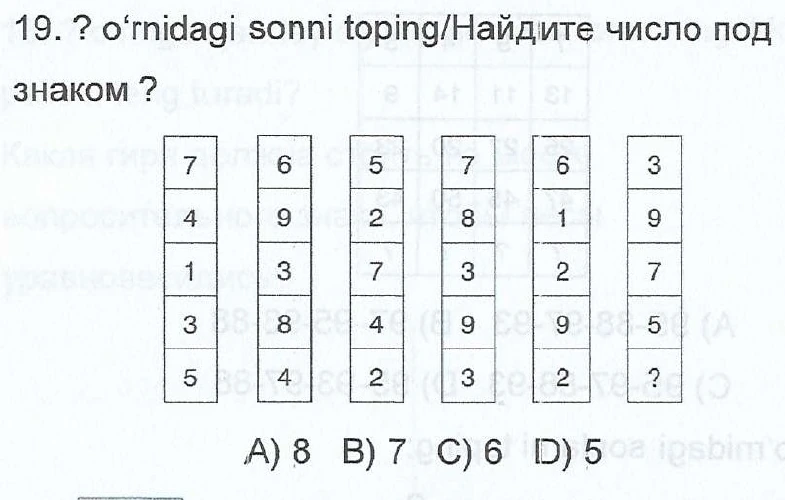 19. ? o‘rnidagi sonni toping/Найдите число под
знаком ?
7 6 5 7 6 3
4 9 2 8 1 9
1 3 7 3 2 7
3 8 4 9 9 5
5 4 2 3 2 ?
A) 8 B) 7 C) 6 D) 5